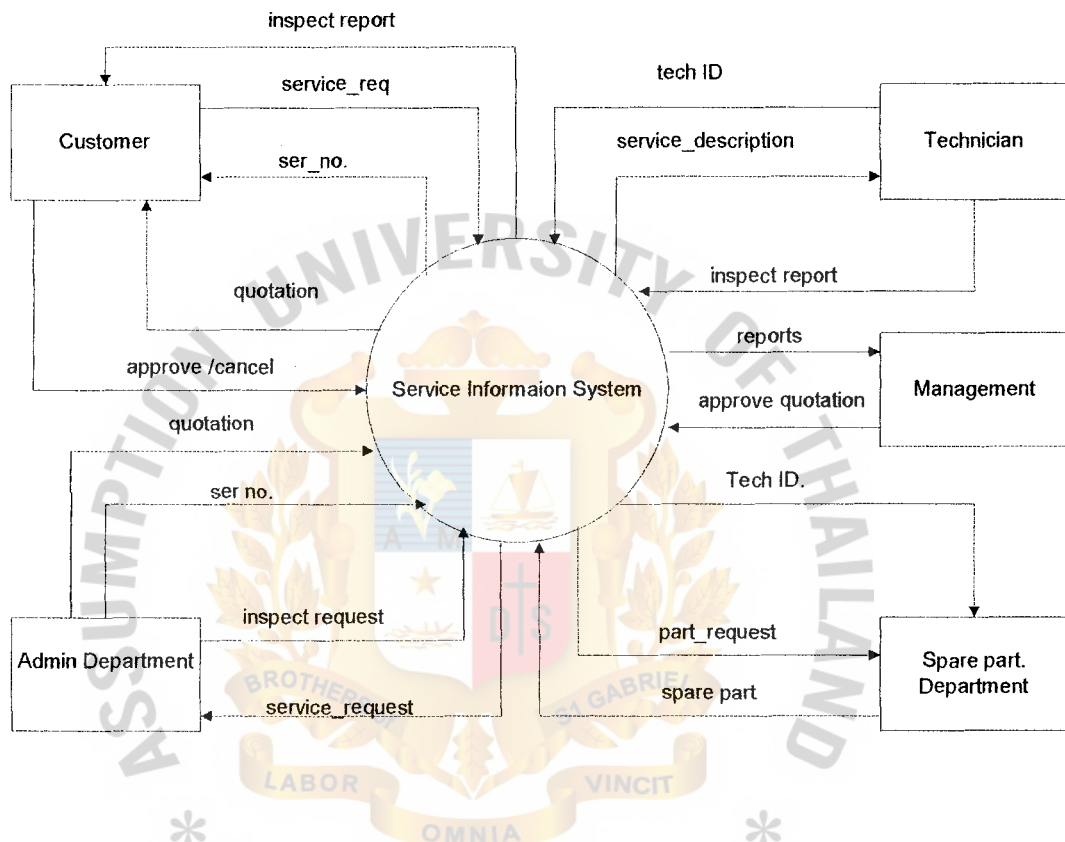 inspect report
service_req
Customer
ser_no.
quotation
approve /cancel
quotation
ser no.
inspect request
Admin Department
service_request
tech ID
service_description
Technician
inspect report
reports
Management
approve quotation
Service Informaion System
Tech ID.
part_request
Spare part.
Department
spare part
ASSUMPTION UNIVERSITY OF THAILAND
A M
D S
BROTHERS OF
ST GABRIEL
LABOR
OMNIA
VINCIT